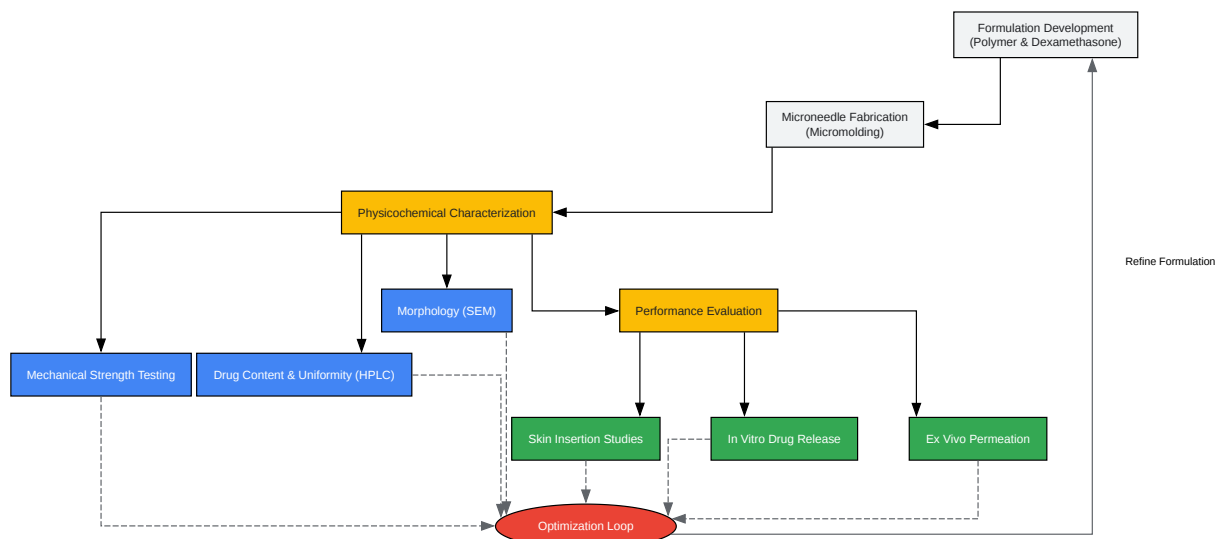 Formulation Development
(Polymer & Dexamethasone)
Microneedle Fabrication
(Micromolding)
Physicochemical Characterization
Refine Formulation
Morphology (SEM)
Performance Evaluation
Mechanical Strength Testing
Drug Content & Uniformity (HPLC)
Skin Insertion Studies
In Vitro Drug Release
Ex Vivo Permeation
Optimization Loop